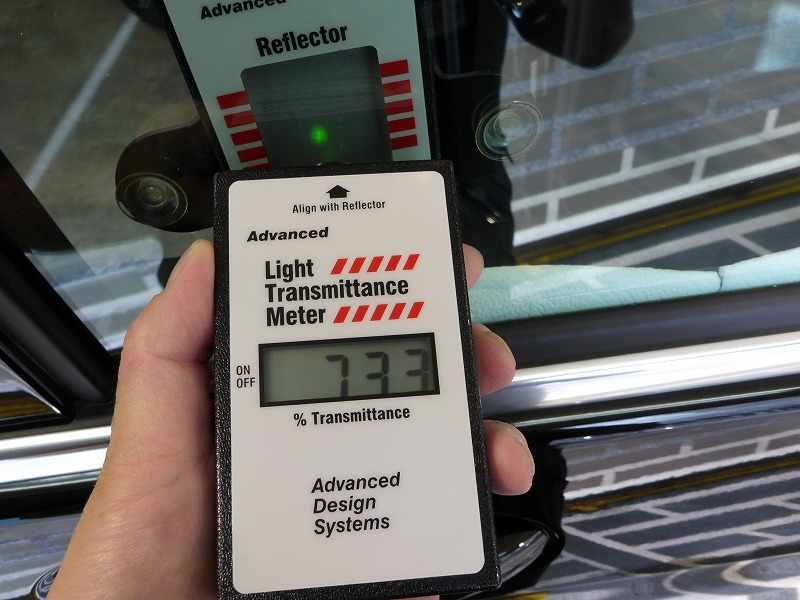 Advanced
Reflector
Align with Reflector
Advanced
Light
Transmittance
Meter
ON
OFF
733
% Transmittance
Advanced
Design
Systems